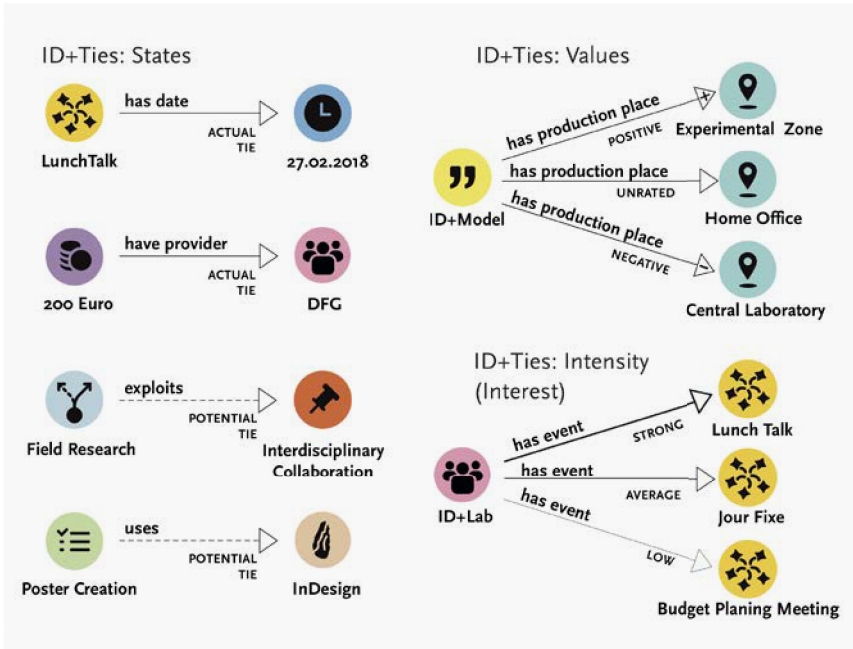 ID+Ties: States
has date
ACTUAL
TIE
LunchTalk
27.02.2018
have provider
ACTUAL
TIE
200 Euro
DFG
exploits
POTENTIAL
TIE
Field Research
Interdisciplinary
Collaboration
uses
POTENTIAL
TIE
Poster Creation
InDesign
ID+Ties: Values
has production place
POSITIVE
Experimental Zone
has production place
UNRATED
ID+Model
Home Office
has production place
NEGATIVE
Central Laboratory
ID+Ties: Intensity
(Interest)
has event
STRONG
Lunch Talk
has event
AVERAGE
ID+Lab
Jour Fixe
has event
LOW
Budget Planing Meeting